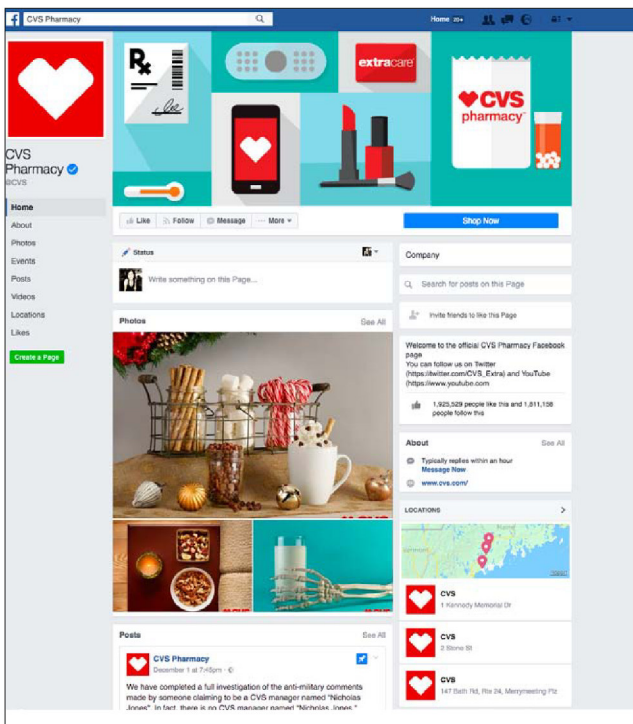 CVS Pharmacy
Home 20+
Rx
extracare
CVS
pharmacy
CVS
Pharmacy
@CVS
Home
About
Photos
Events
Posts
Videos
Locations
Likes
Create a Page
Like
Follow
Message
More
Shop Now
Status
Write something on this Page...
Photos
See All
Posts
See All
CVS Pharmacy
December 1 at 7:45pm
We have completed a full investigation of the anti-military comments
made by someone claiming to be a CVS manager named "Nicholas
Jones". In fact, there is no CVS manager named "Nicholas Jones."
Company
Search for posts on this Page
Invite friends to like this Page
Welcome to the official CVS Pharmacy Facebook
page
You can follow us on Twitter
(https://twitter.com/CVS_Extra) and YouTube
(https://www.youtube.com
1,925,529 people like this and 1,811,158
people follow this
About
See All
Typically replies within an hour
Message Now
www.cvs.com/
LOCATIONS
CVS
1 Kennedy Memorial Dr
CVS
2 Stone St
CVS
147 Bath Rd, Rte 24, Merrymeeting Plz